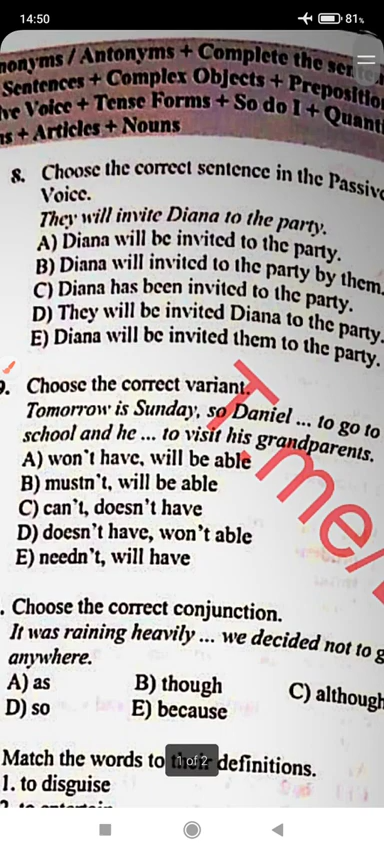 14:50 81%
nonyms / Antonyms + Complete the sen
Sentences + Complex Objects + Prepositio
ve Voice + Tense Forms + So do I + Quanti
ns + Articles + Nouns
8. Choose the correct sentence in the Passive
Voice.
They will invite Diana to the party.
A) Diana will be invited to the party.
B) Diana will invited to the party by them.
C) Diana has been invited to the party.
D) They will be invited Diana to the party.
E) Diana will be invited them to the party.
9. Choose the correct variant.
Tomorrow is Sunday, so Daniel ... to go to
school and he ... to visit his grandparents.
A) won't have, will be able
B) mustn't, will be able
C) can't, doesn't have
D) doesn't have, won't able
E) needn't, will have
T.me/
. Choose the correct conjunction.
It was raining heavily ... we decided not to g
anywhere.
A) as B) though C) although
D) so E) because
Match the words to their definitions.
1 of 2
1. to disguise